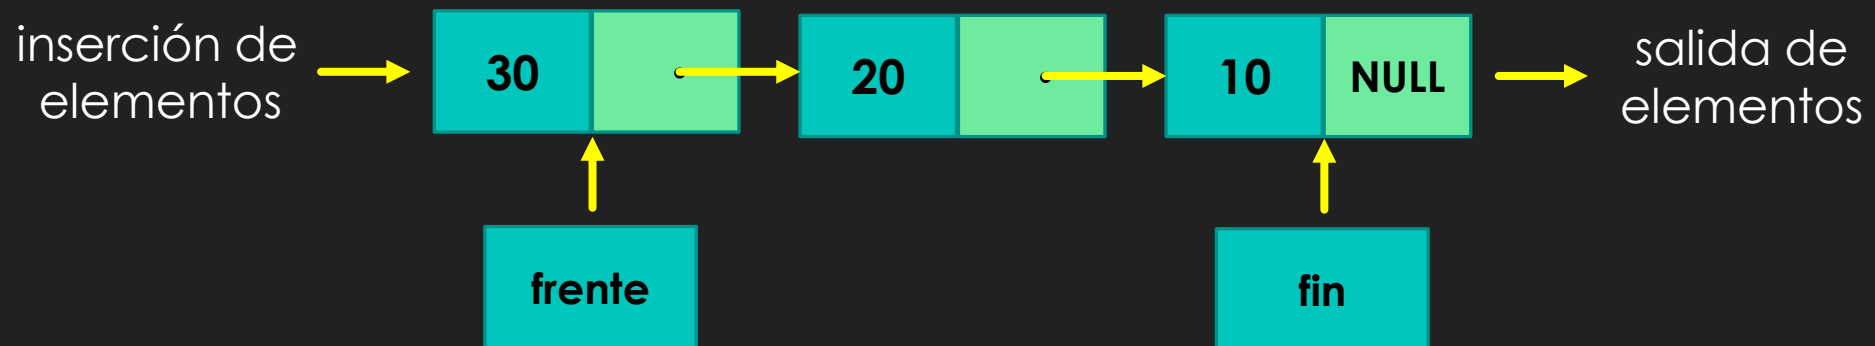 inserción de
elementos
30
20
10
NULL
salida de
elementos
frente
fin